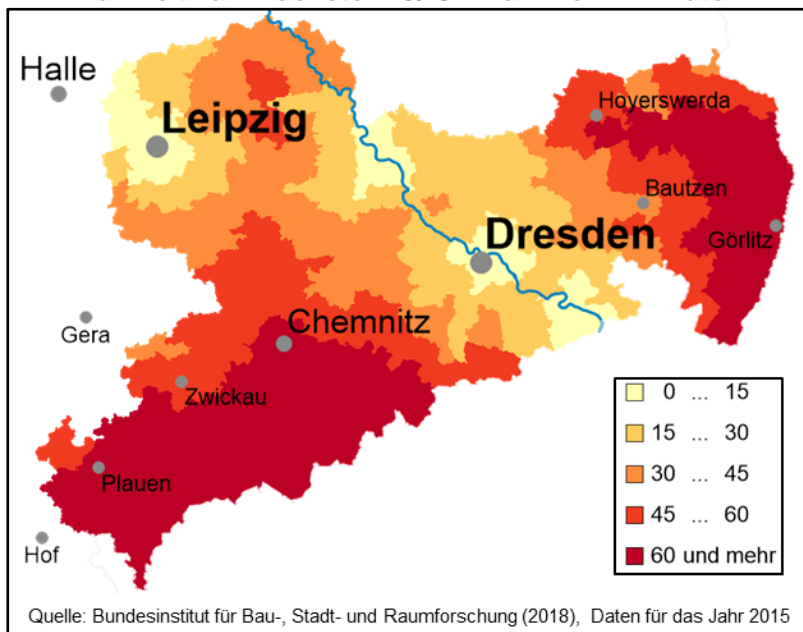 Halle
Leipzig
Hoyerswerda
Bautzen
Dresden
Görlitz
Gera
Chemnitz
Zwickau
Plauen
Hof
0 ... 15
15 ... 30
30 ... 45
45 ... 60
60 und mehr
Quelle: Bundesinstitut für Bau-, Stadt- und Raumforschung (2018), Daten für das Jahr 2015